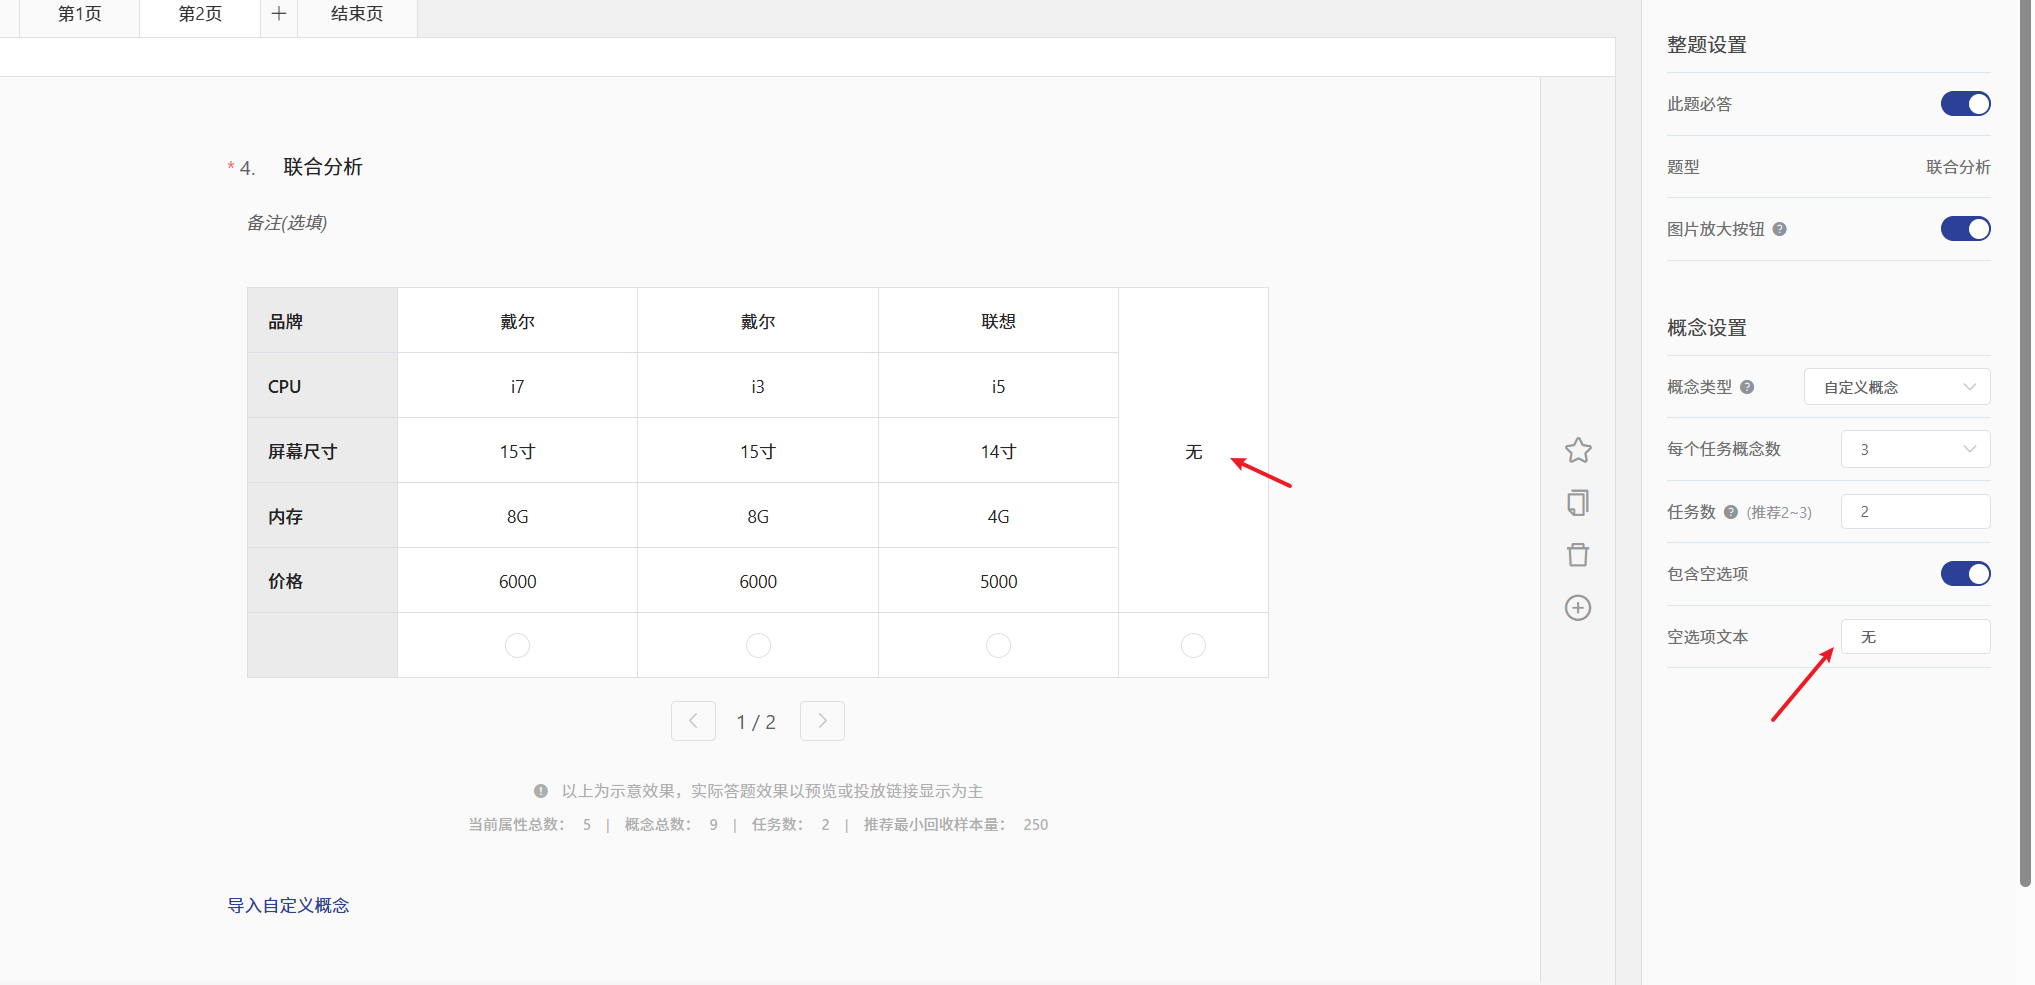 第1页 第2页 + 结束页
* 4. 联合分析
备注(选填)
品牌 戴尔 戴尔 联想
CPU i7 i3 i5
屏幕尺寸 15寸 15寸 14寸 无
内存 8G 8G 4G
价格 6000 6000 5000
1 / 2
以上为示意效果，实际答题效果以预览或投放链接显示为主
当前属性总数： 5 | 概念总数： 9 | 任务数： 2 | 推荐最小回收样本量： 250
导入自定义概念
整题设置
此题必答
题型 联合分析
图片放大按钮 ?
概念设置
概念类型 ? 自定义概念
每个任务概念数 3
任务数 ? (推荐2~3) 2
包含空选项
空选项文本 无